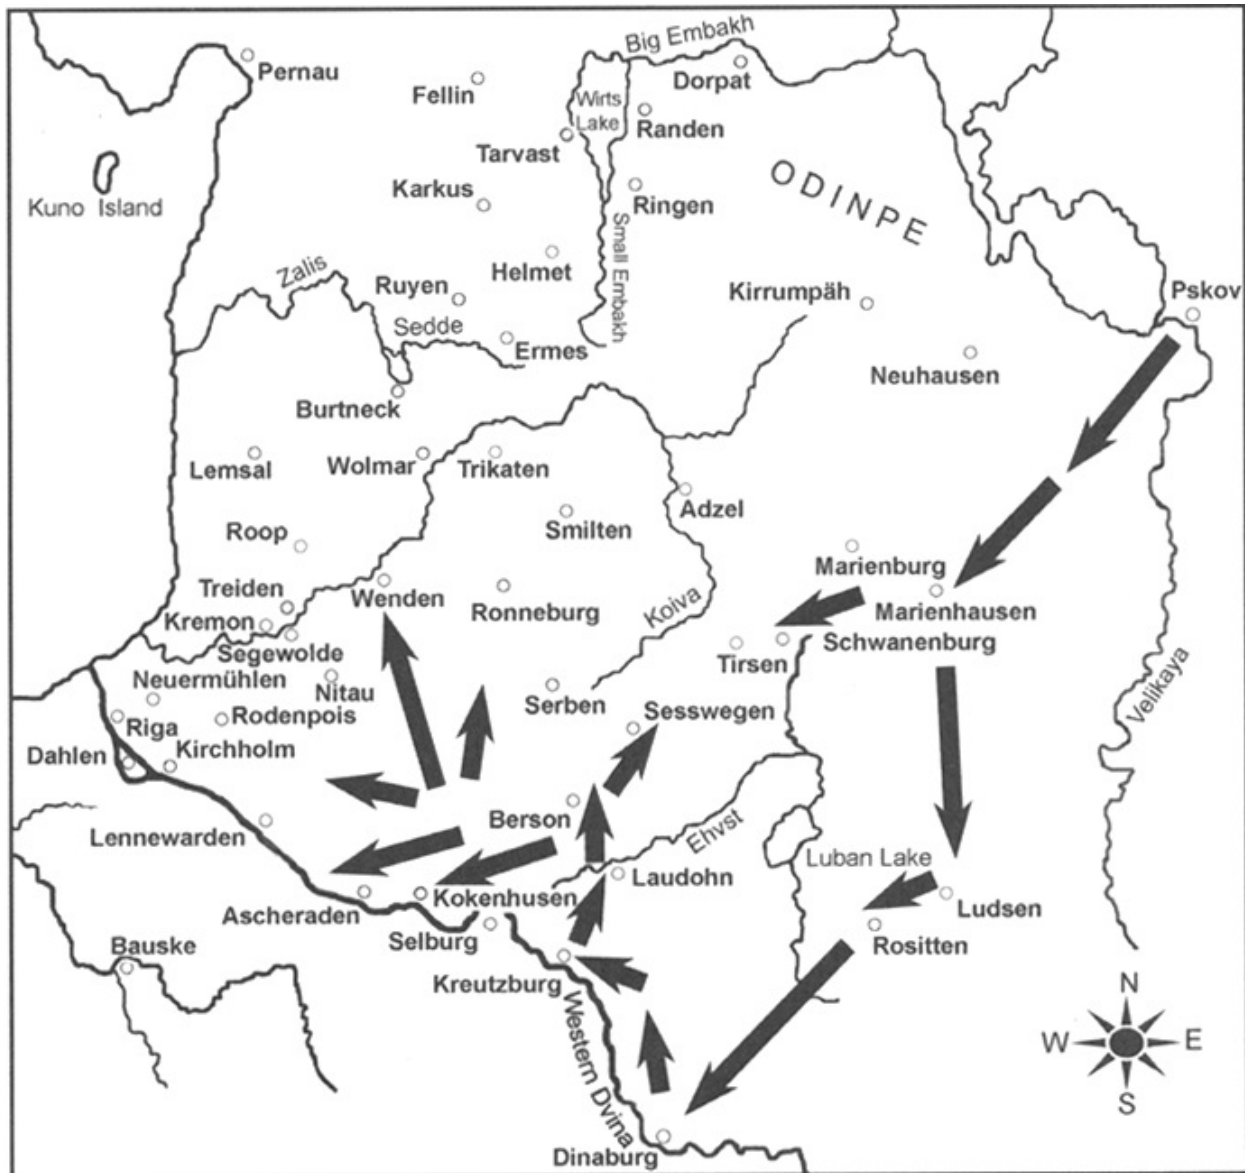 Big Embakh
Pernau
Fellin
Dorpat
Wirts
Lake
Randen
Tarvast
ODINPE
Kuno Island
Karkus
Ringen
Small Embakh
Zalis
Helmet
Ruyen
Kirrumpäh
Pskov
Sedde
Ermes
Neuhausen
Burtneck
Lemsal
Wolmar
Trikaten
Adzel
Smilten
Roop
Marienburg
Treiden
Wenden
Ronneburg
Koiva
Marienhausen
Kremon
Segewolde
Tirsen
Schwanenburg
Neuermühlen
Nitau
Serben
Sesswegen
Velikaya
Riga
Rodenpois
Dahlen
Kirchholm
Berson
Ehvst
Lennewarden
Luban Lake
Laudohn
Kokenhusen
Ascheraden
Ludsen
Selburg
Rositten
Bauske
Kreutzburg
Western Dvina
N
W
E
S
Dinaburg